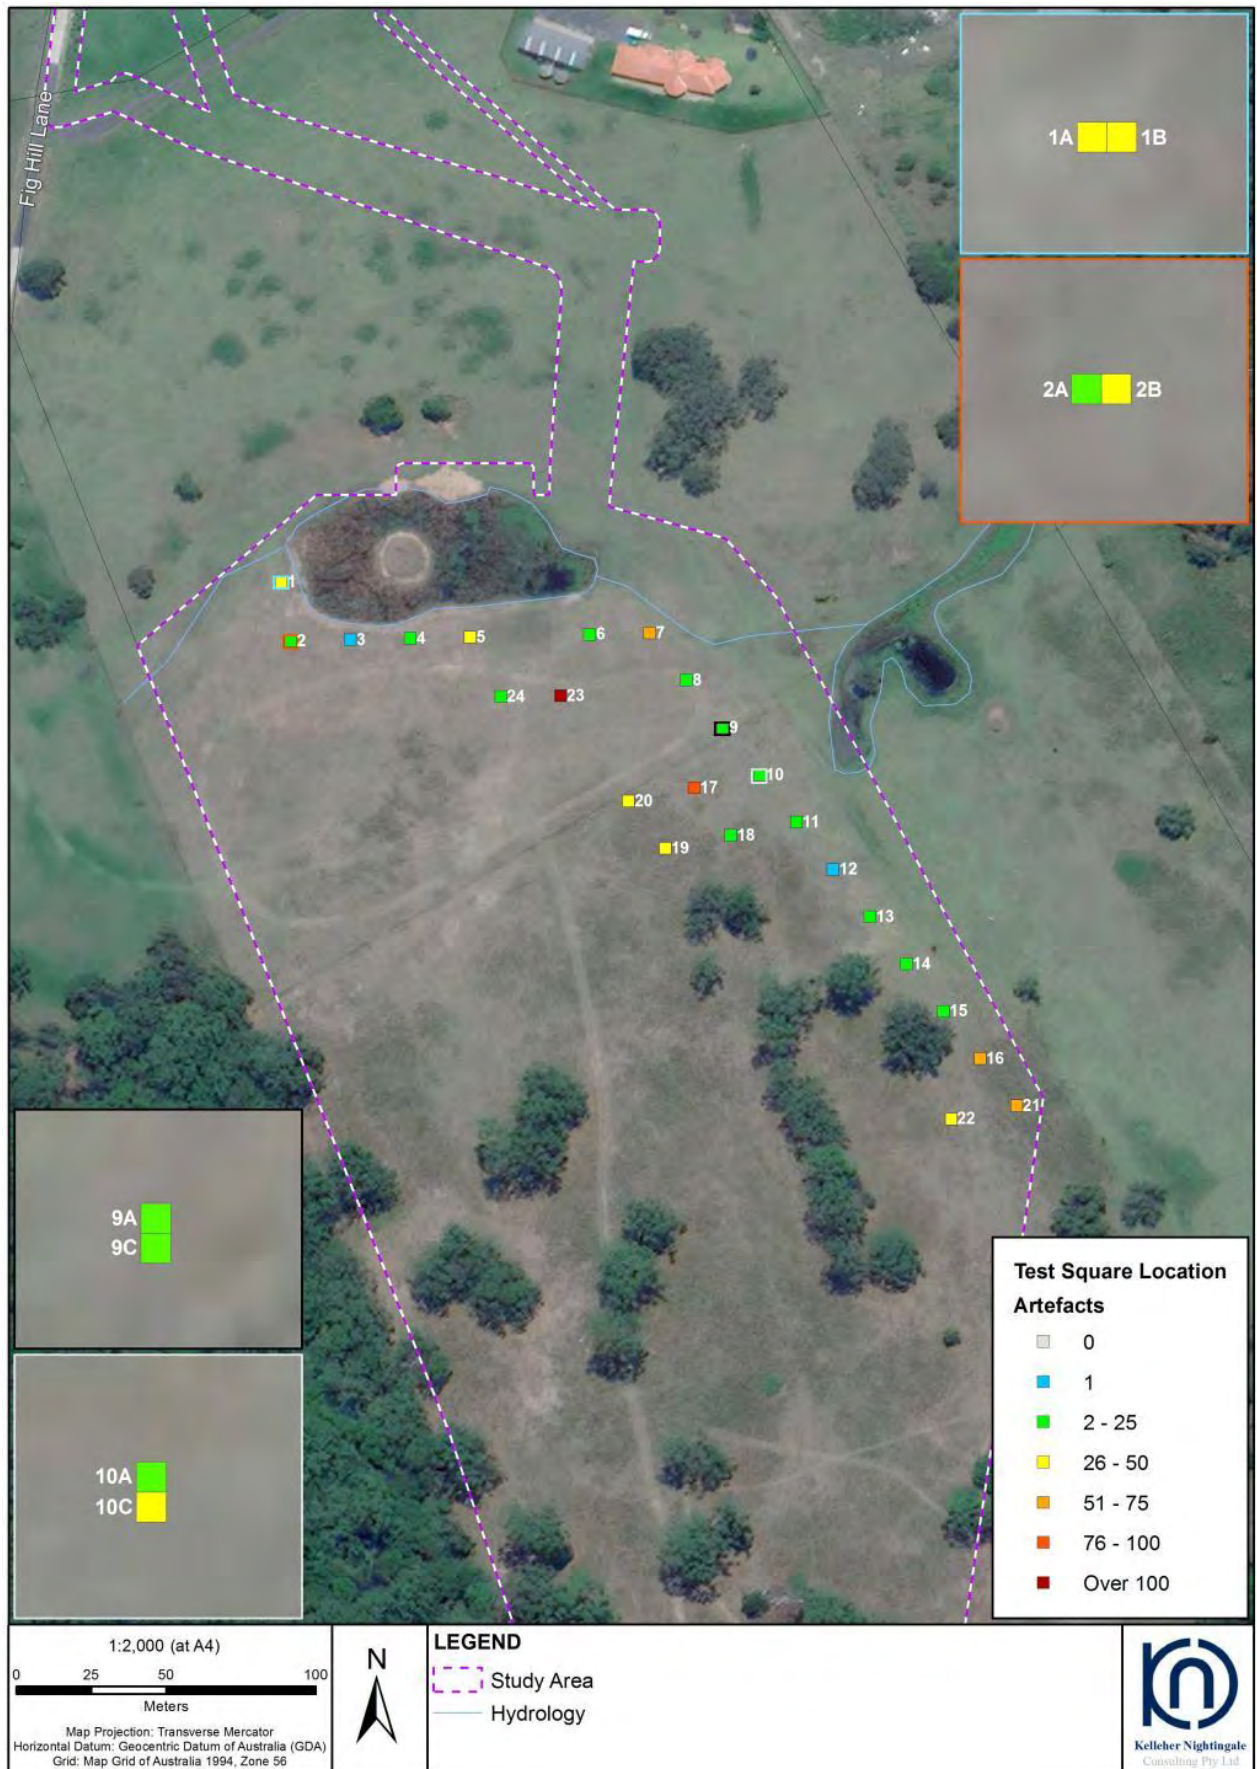 Fig Hill Lane
1A
1B
2A
2B
1
2
3
4
5
6
7
8
24
23
9
10
17
20
11
18
19
12
13
14
15
16
21
22
9A
9C
10A
10C
Test Square Location
Artefacts
0
1
2 - 25
26 - 50
51 - 75
76 - 100
Over 100
1:2,000 (at A4)
0 25 50 100
Meters
Map Projection: Transverse Mercator
Horizontal Datum: Geocentric Datum of Australia (GDA)
Grid: Map Grid of Australia 1994, Zone 56
N
LEGEND
Study Area
Hydrology
Kelleher Nightingale
Consulting Pty Ltd